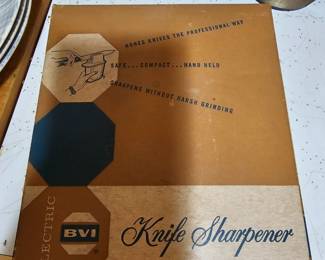 HONES KNIVES THE PROFESSIONAL WAY
SAFE...COMPACT...HAND HELD
SHARPENS WITHOUT HARSH GRINDING
ELECTRIC
BVI
Knife Sharpener